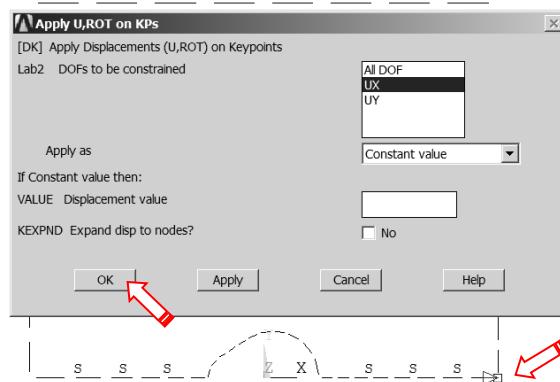 Apply U,ROT on KPs
[DK] Apply Displacements (U,ROT) on Keypoints
Lab2 DOFs to be constrained
All DOF
UX
UY
Apply as
Constant value
If Constant value then:
VALUE Displacement value
KEXPND Expand disp to nodes?
No
OK Apply Cancel Help
Y
S S S Z X S S S